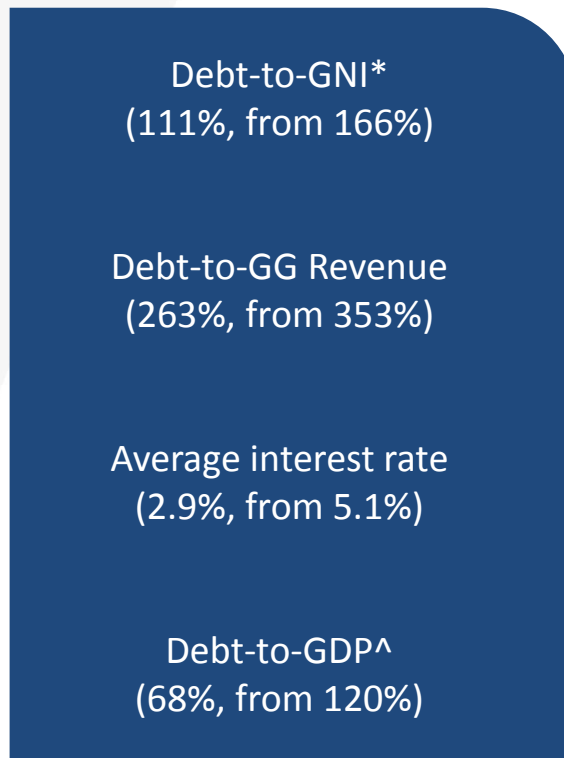 Debt-to-GNI*
(111%, from 166%)
Debt-to-GG Revenue
(263%, from 353%)
Average interest rate
(2.9%, from 5.1%)
Debt-to-GDP^
(68%, from 120%)